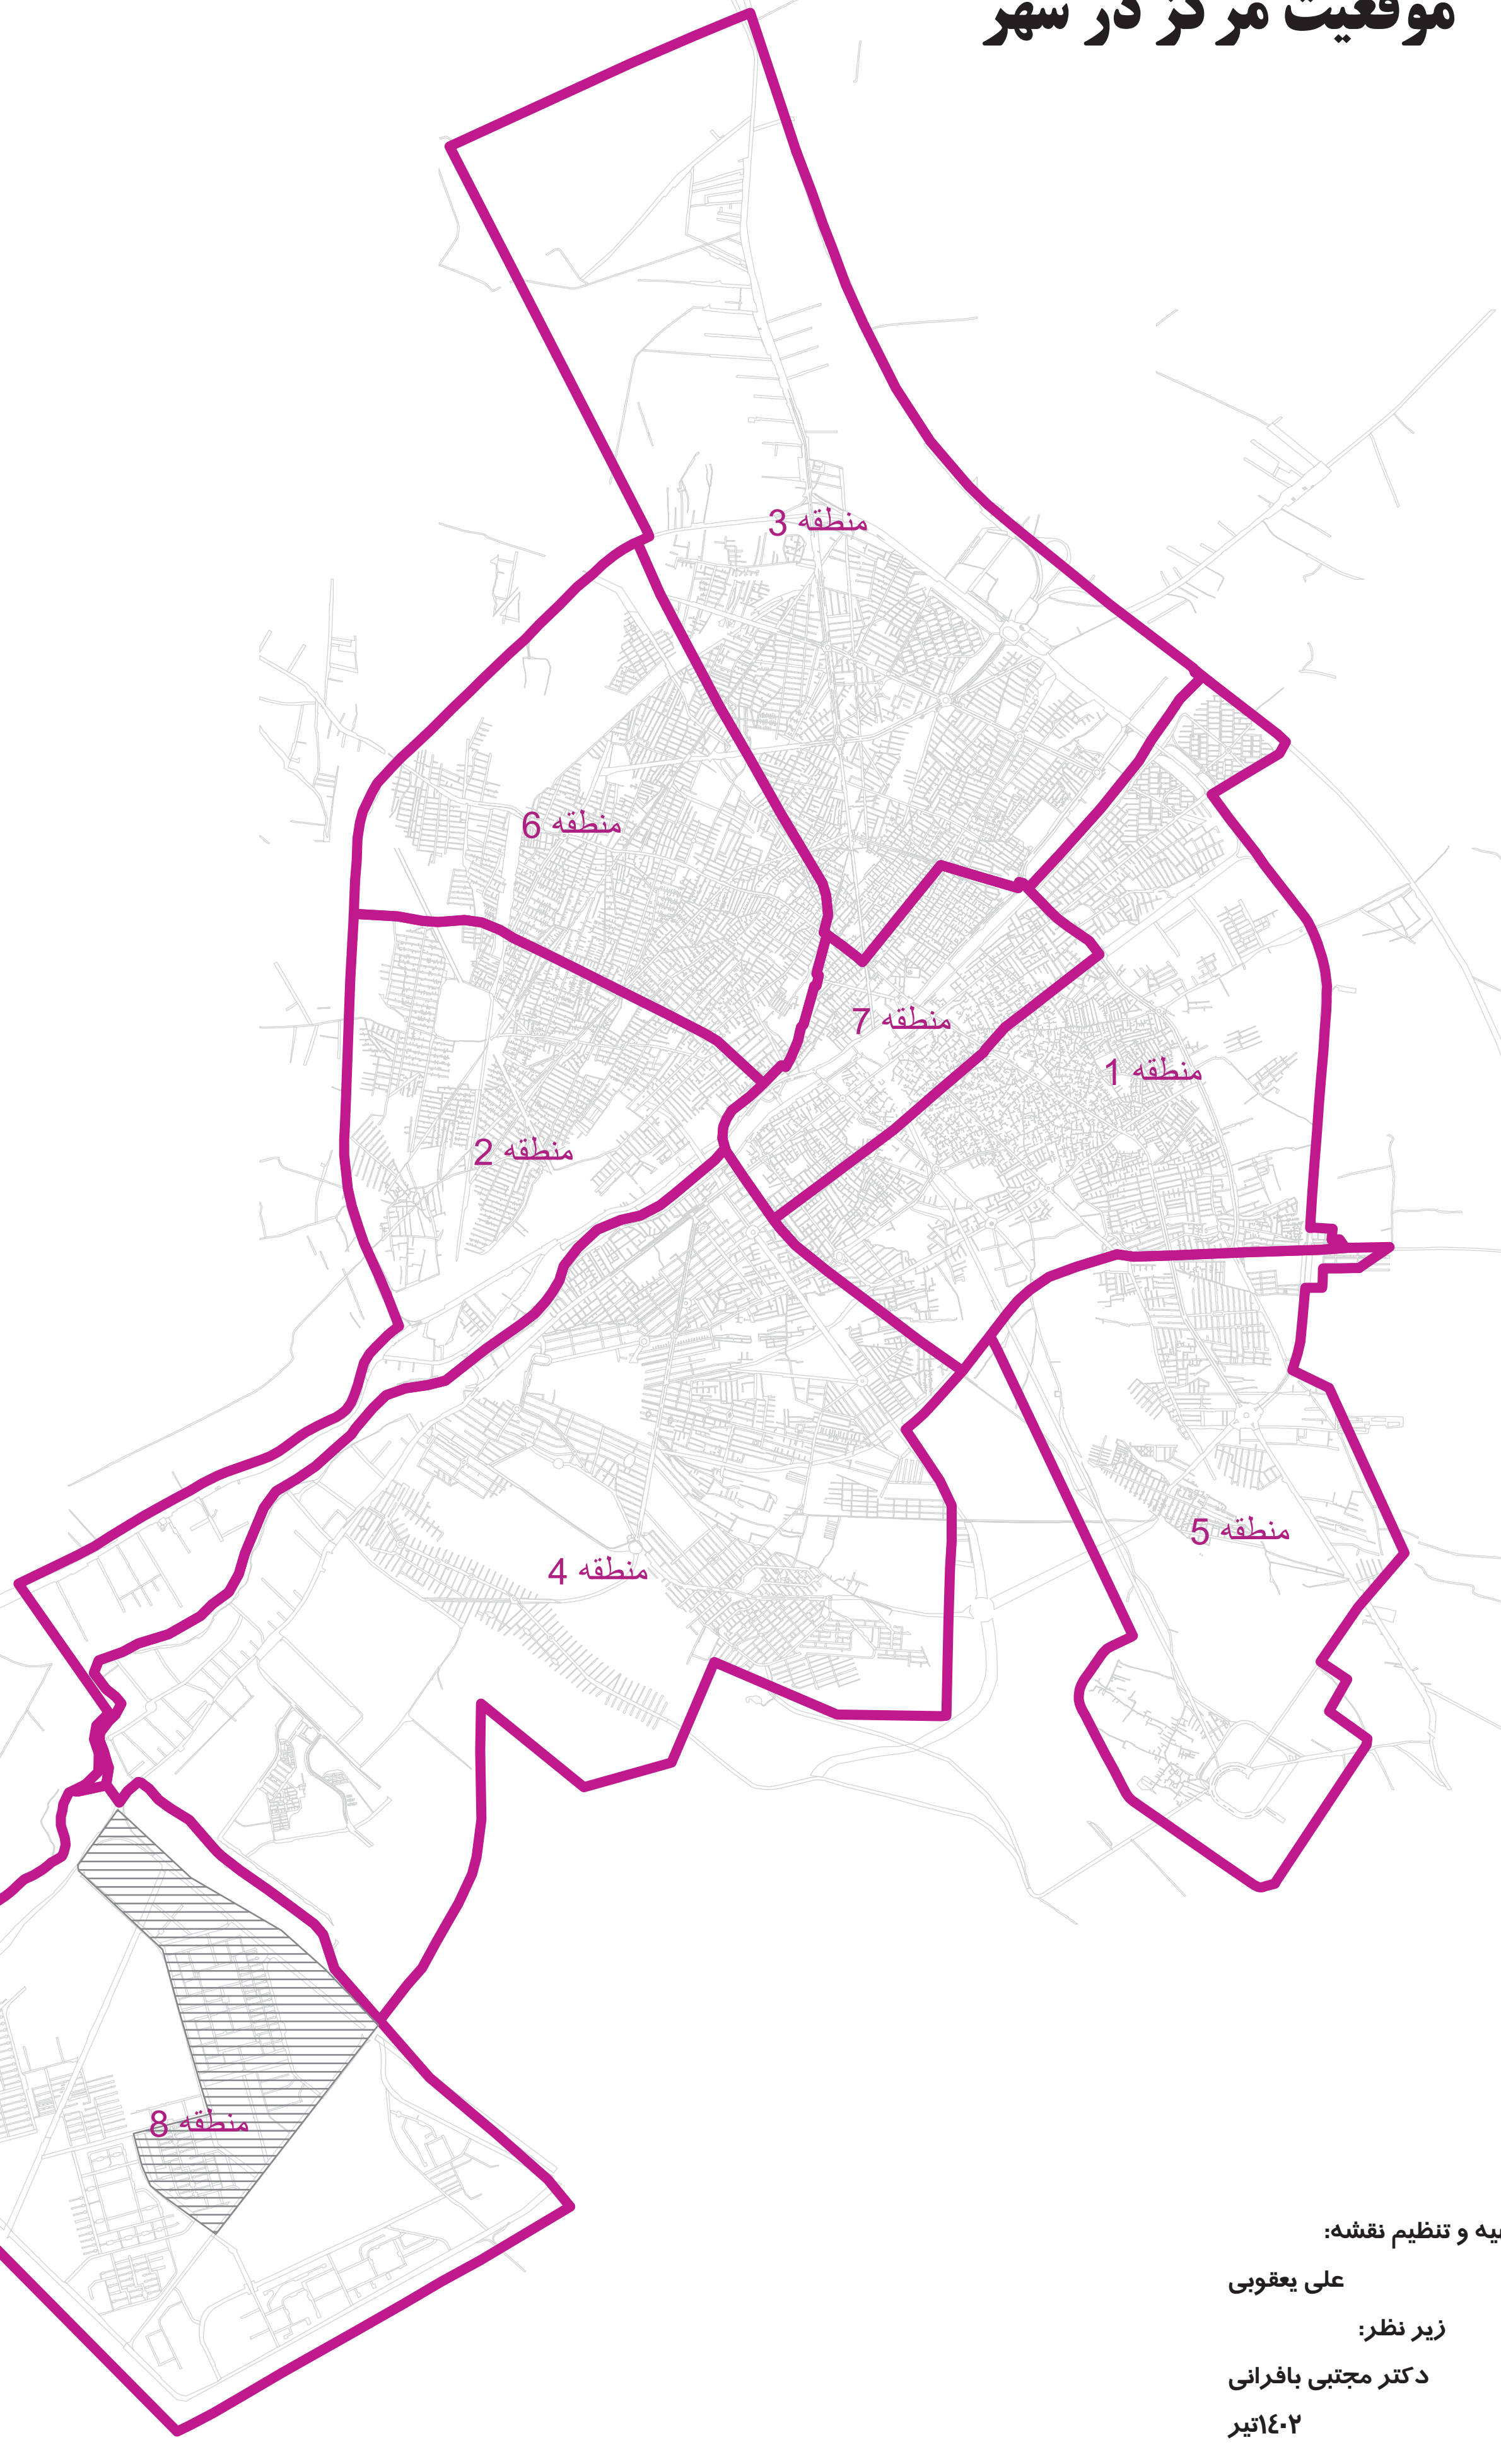 موقعیت مرکز در شهر
منطقه 3
منطقه 6
منطقه 7
منطقه 1
منطقه 2
منطقه 5
منطقه 4
منطقه 8
و تنظیم نقشه:
علی یعقوبی
زیر نظر:
دکتر مجتبی بافرانی
تیر۱٤۰۲